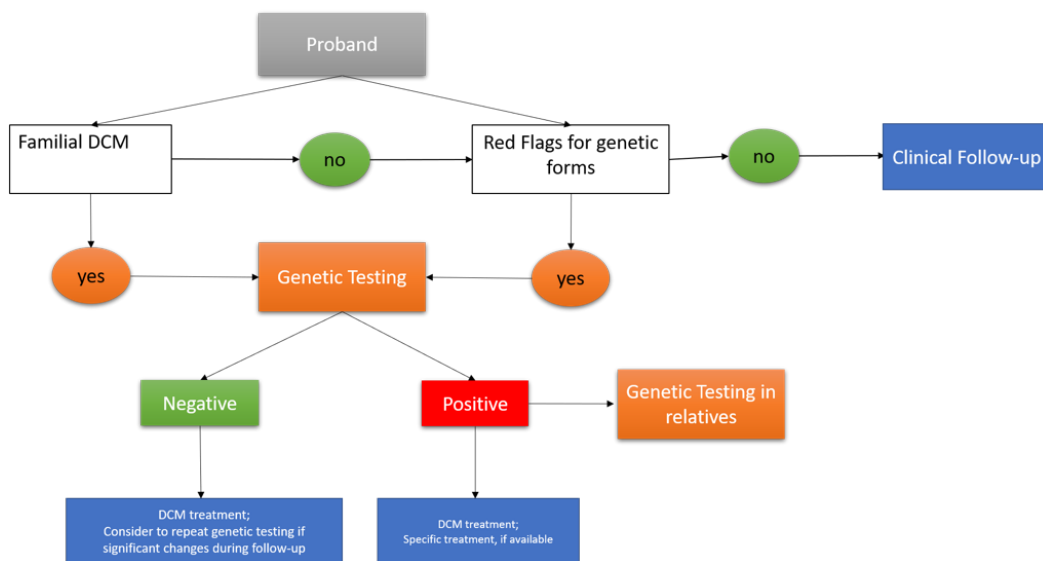 Proband
Familial DCM
no
Red Flags for genetic
forms
no
Clinical Follow-up
yes
Genetic Testing
yes
Negative
Positive
Genetic Testing in
relatives
DCM treatment;
Consider to repeat genetic testing if
significant changes during follow-up
DCM treatment;
Specific treatment, if available